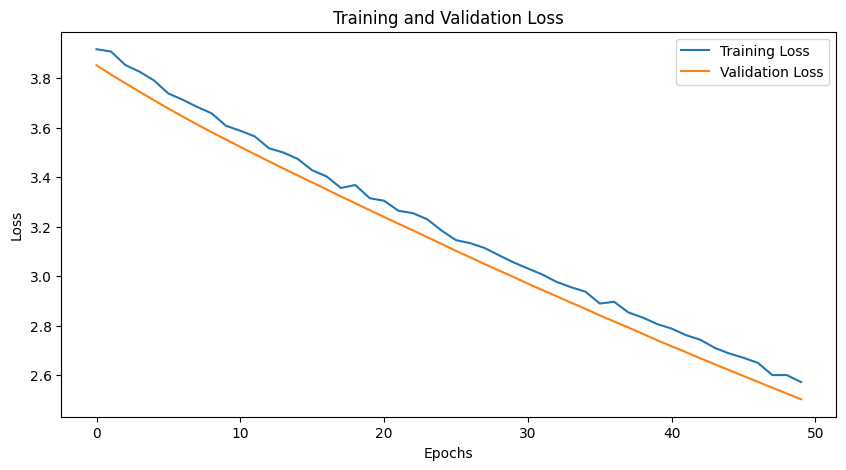 Training and Validation Loss
Training Loss
Validation Loss
Loss
3.8
3.6
3.4
3.2
3.0
2.8
2.6
0 10 20 30 40 50
Epochs